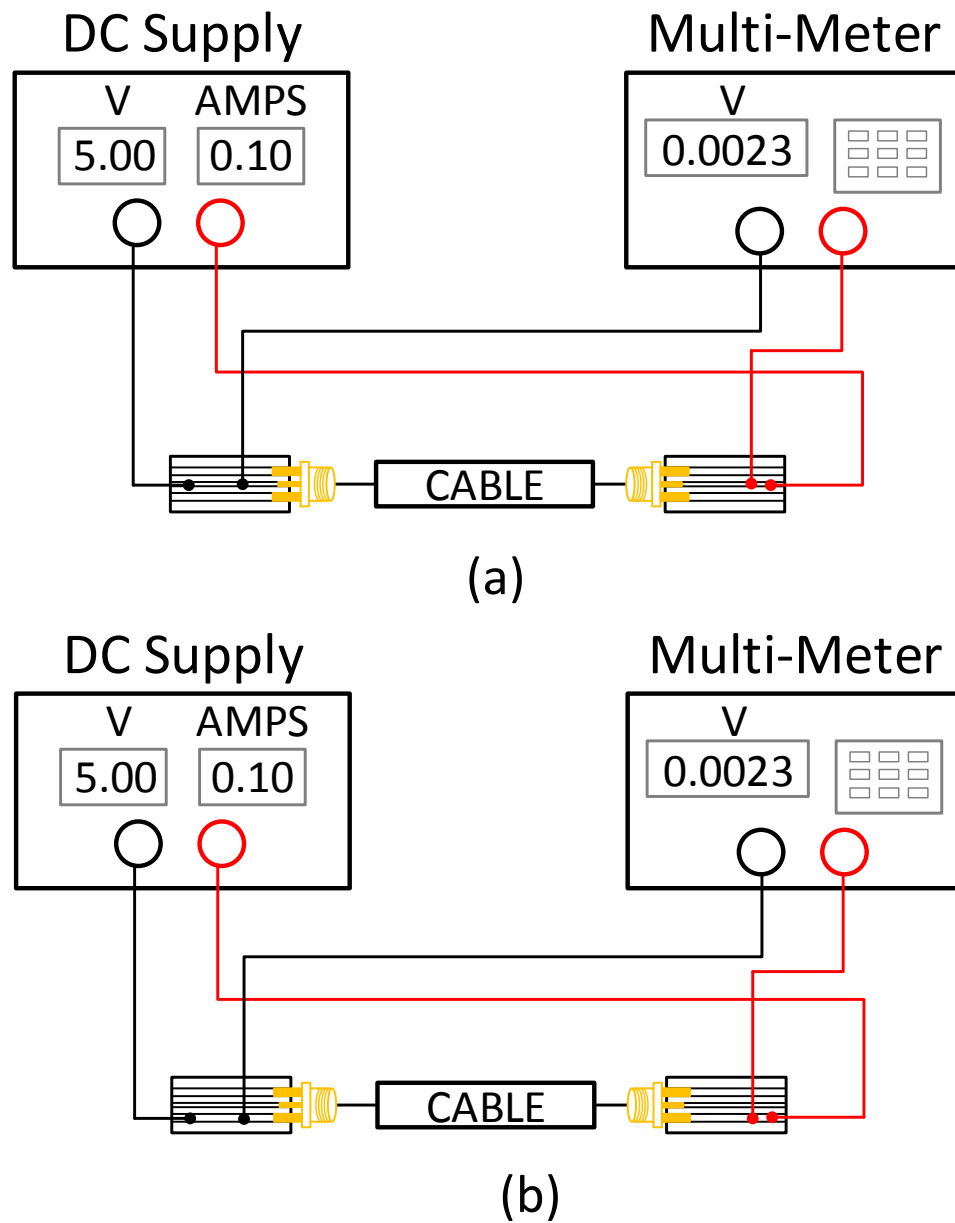 DC Supply Multi-Meter
V AMPS V
5.00 0.10 0.0023
CABLE
(a)
DC Supply Multi-Meter
V AMPS V
5.00 0.10 0.0023
CABLE
(b)